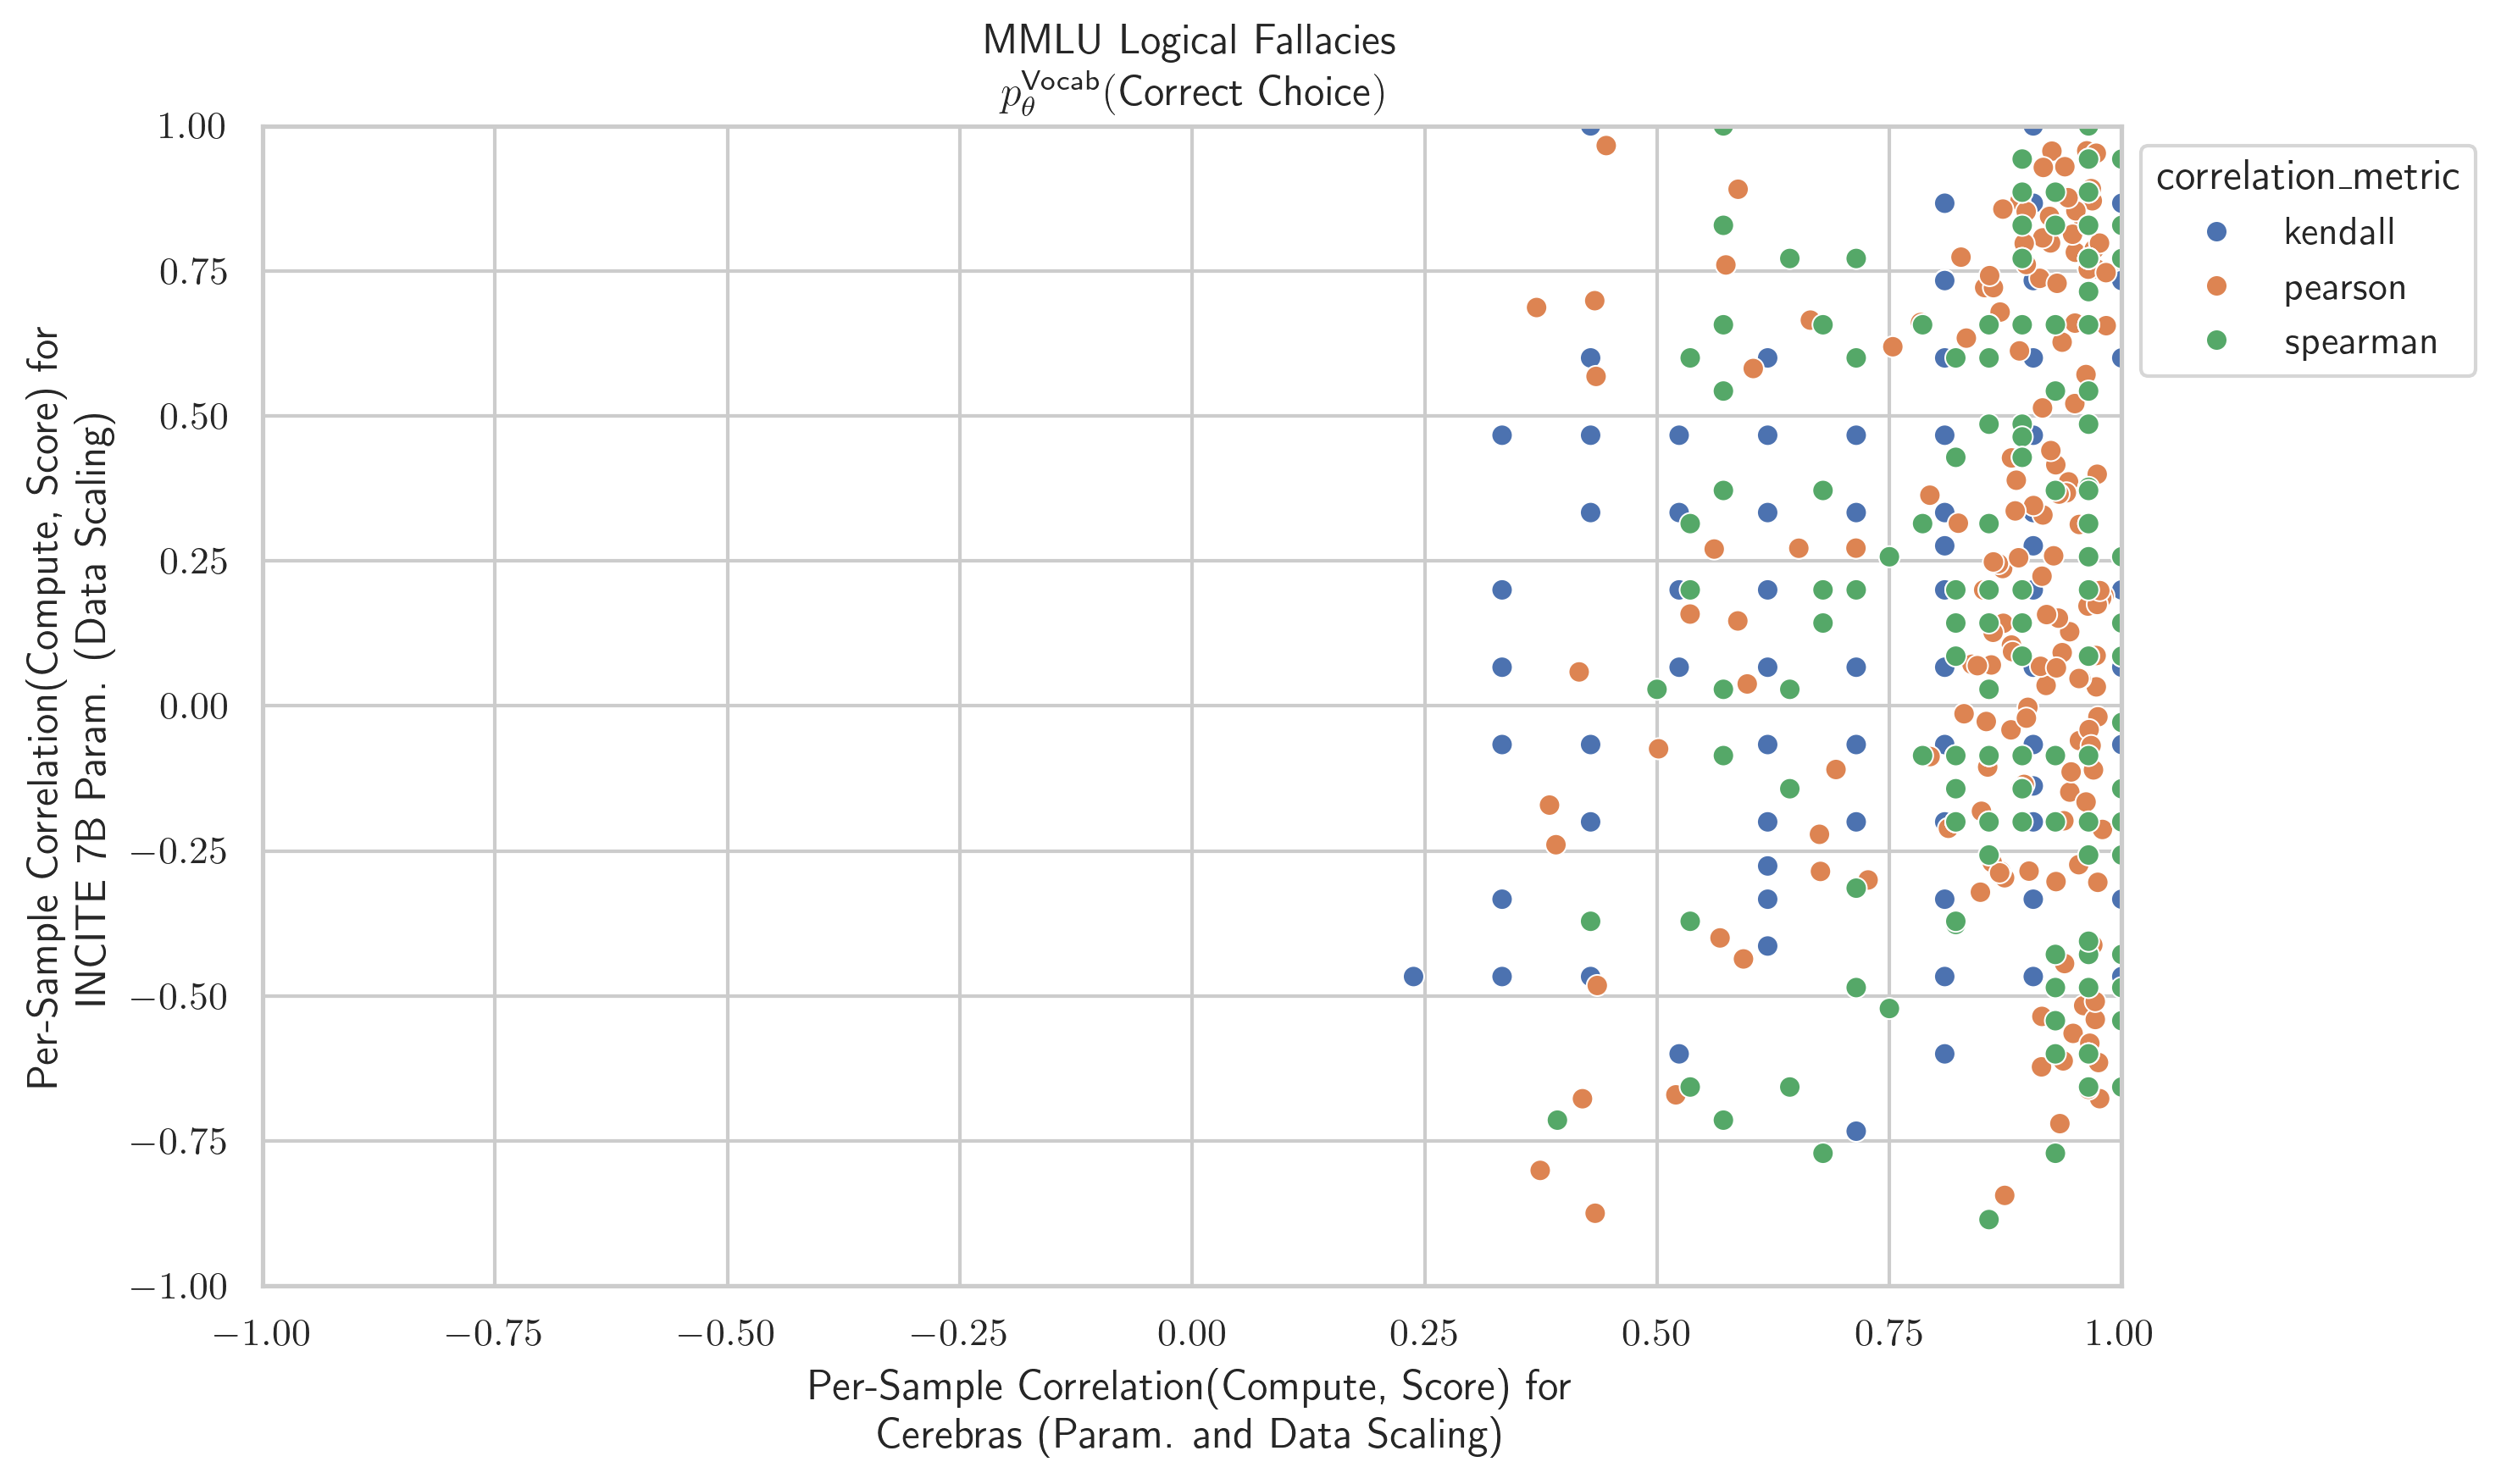 MMLU Logical Fallacies
p_θ^Vocab(Correct Choice)
Per-Sample Correlation(Compute, Score) for
INCITE 7B Param. (Data Scaling)
1.00
0.75
0.50
0.25
0.00
−0.25
−0.50
−0.75
−1.00
−1.00 −0.75 −0.50 −0.25 0.00 0.25 0.50 0.75 1.00
Per-Sample Correlation(Compute, Score) for
Cerebras (Param. and Data Scaling)
correlation_metric
kendall
pearson
spearman